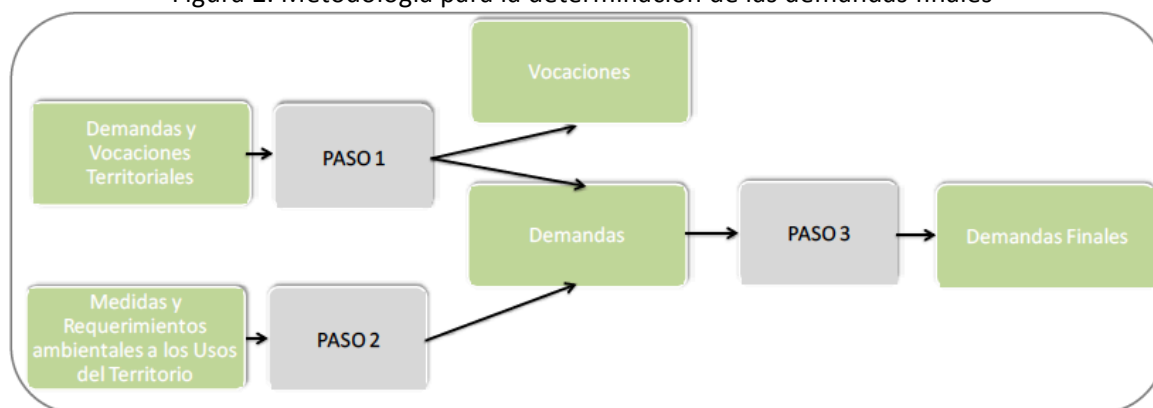 Figura 2. Metodología para la determinación de las demandas finales
Vocaciones
Demandas y
Vocaciones
Territoriales
PASO 1
Demandas
PASO 3
Demandas Finales
Medidas y
Requerimientos
ambientales a los Usos
del Territorio
PASO 2